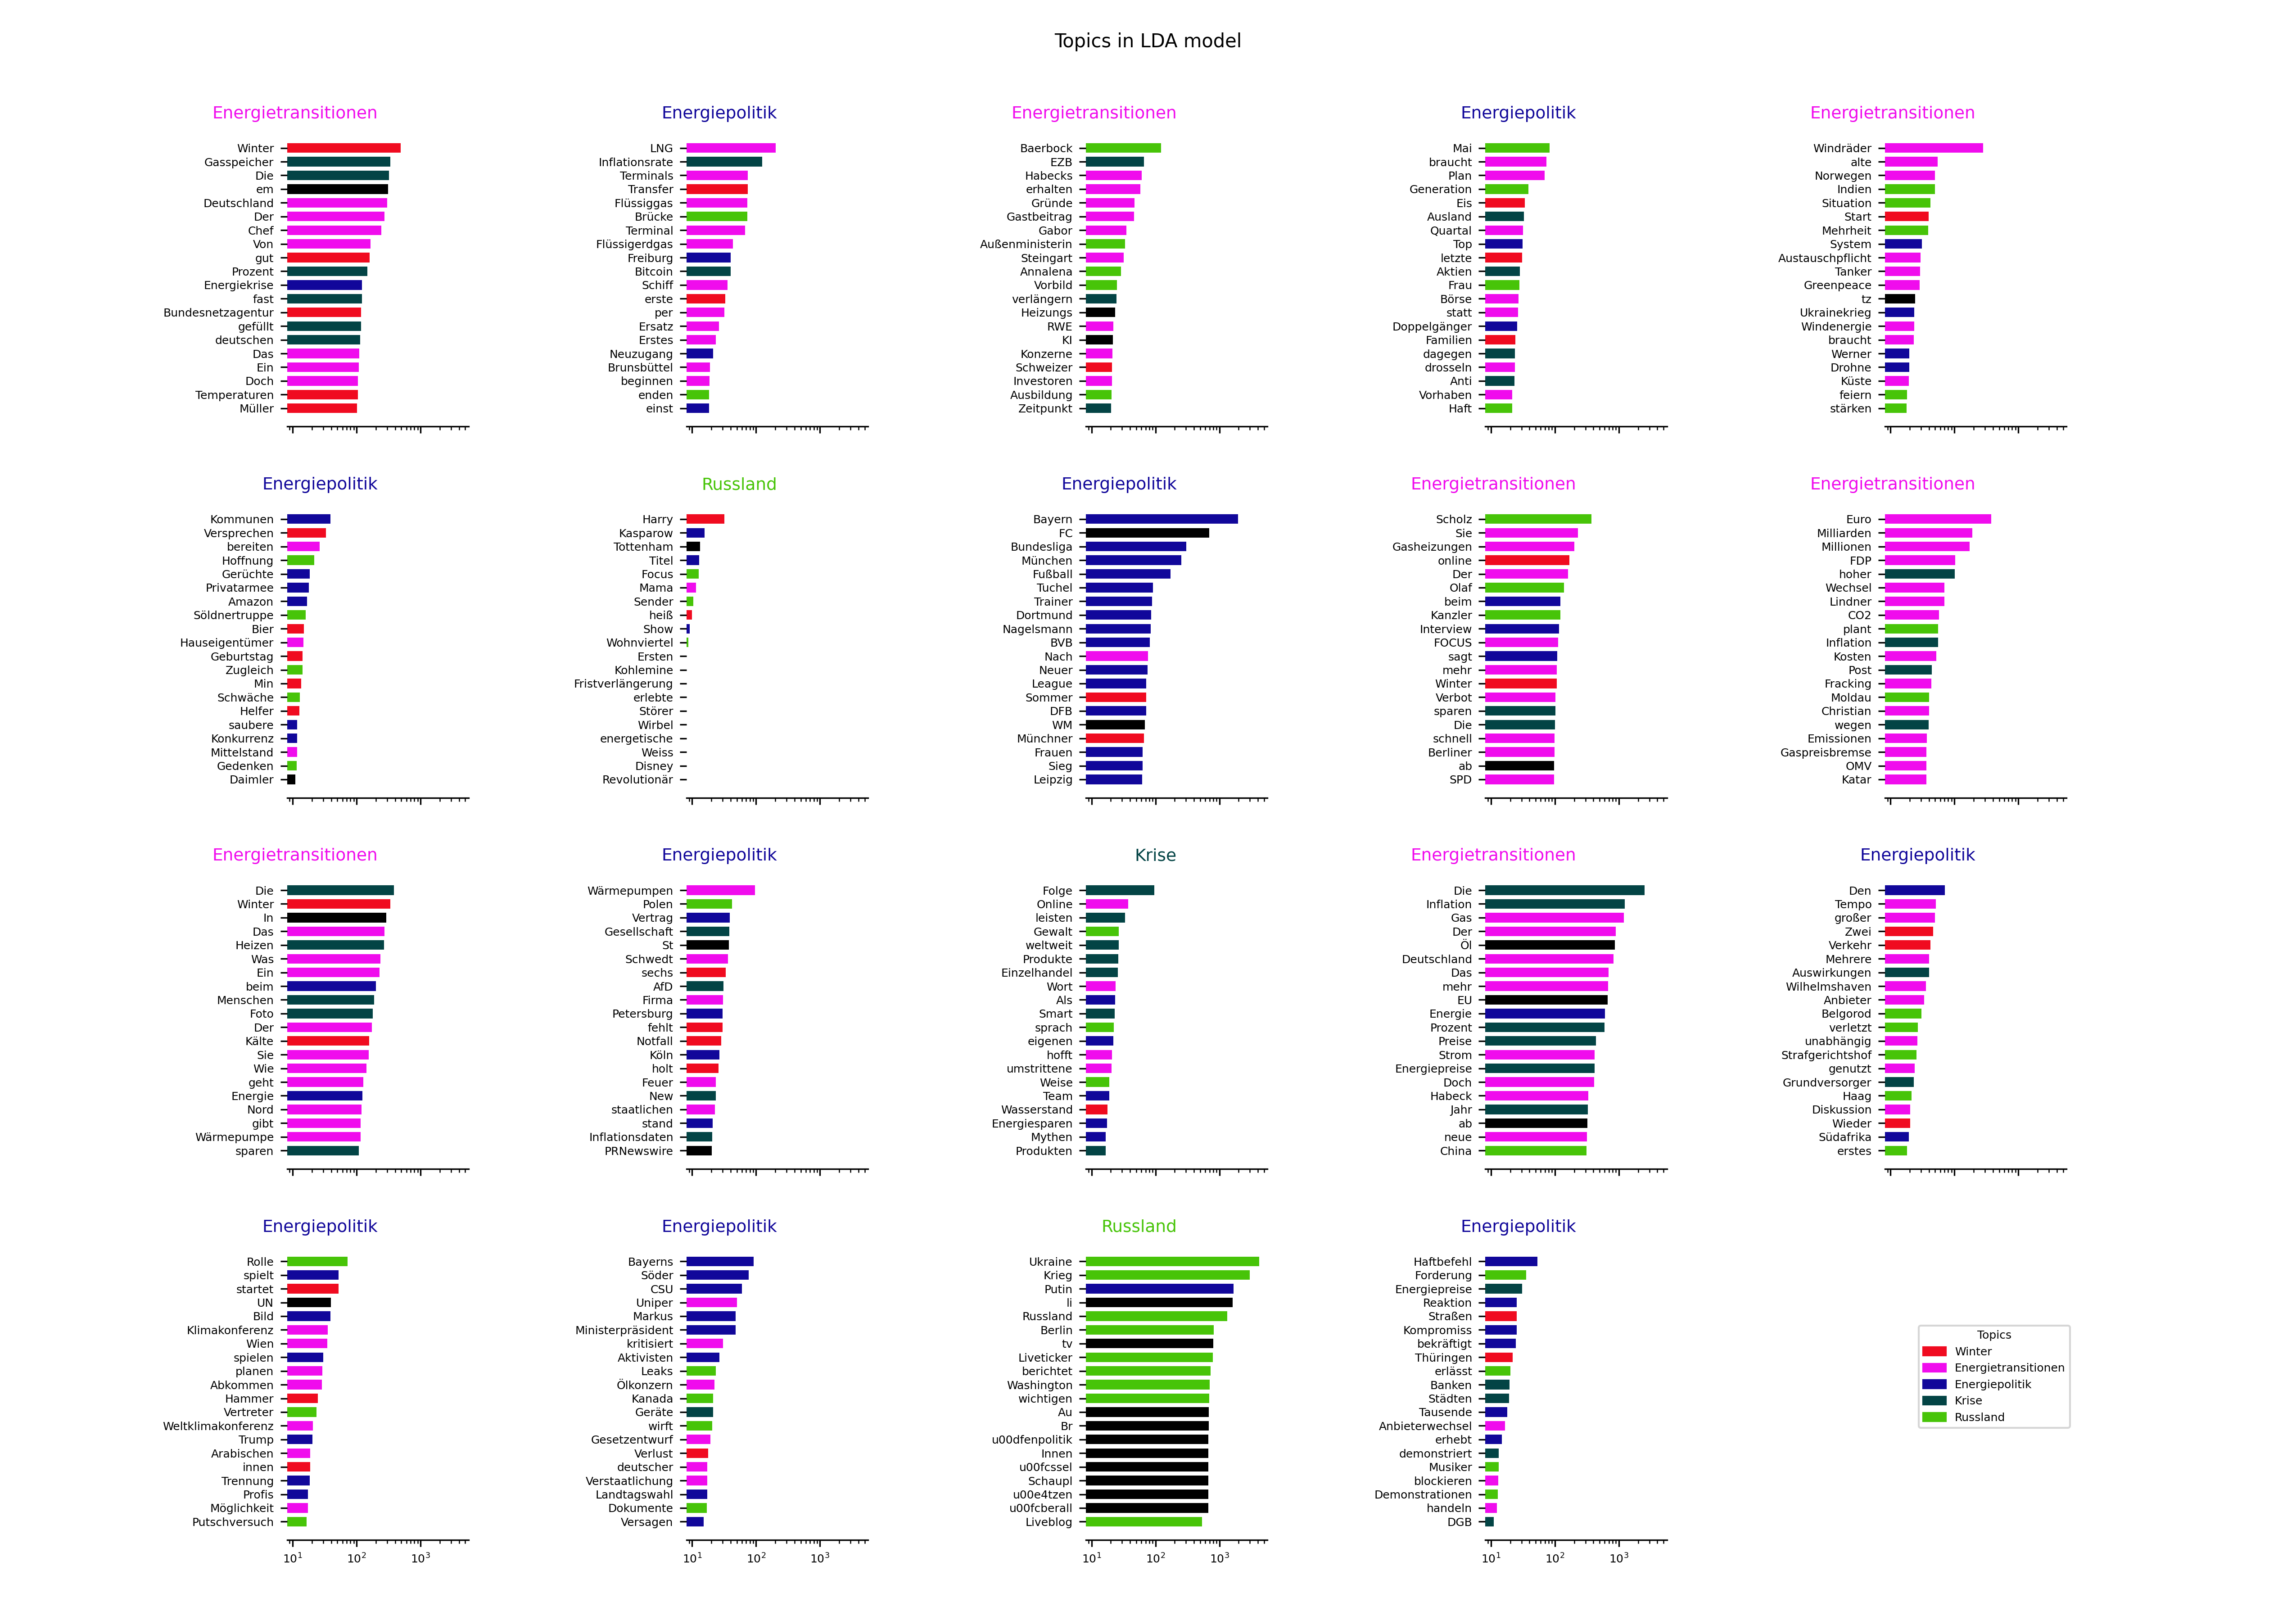 Topics in LDA model
Energietransitionen
Winter
Gasspeicher
Die
em
Deutschland
Der
Chef
Von
gut
Prozent
Energiekrise
fast
Bundesnetzagentur
gefüllt
deutschen
Das
Ein
Doch
Temperaturen
Müller
Energiepolitik
LNG
Inflationsrate
Terminals
Transfer
Flüssiggas
Brücke
Terminal
Flüssigerdgas
Freiburg
Bitcoin
Schiff
erste
per
Ersatz
Erstes
Neuzugang
Brunsbüttel
beginnen
enden
einst
Energietransitionen
Baerbock
EZB
Habecks
erhalten
Gründe
Gastbeitrag
Gabor
Außenministerin
Steingart
Annalena
Vorbild
verlängern
Heizungs
RWE
KI
Konzerne
Schweizer
Investoren
Ausbildung
Zeitpunkt
Energiepolitik
Mai
braucht
Plan
Generation
Eis
Ausland
Quartal
Top
letzte
Aktien
Frau
Börse
statt
Doppelgänger
Familien
dagegen
drosseln
Anti
Vorhaben
Haft
Energietransitionen
Windräder
alte
Norwegen
Indien
Situation
Start
Mehrheit
System
Austauschpflicht
Tanker
Greenpeace
tz
Ukrainekrieg
Windenergie
braucht
Werner
Drohne
Küste
feiern
stärken
Energiepolitik
Kommunen
Versprechen
bereiten
Hoffnung
Gerüchte
Privatarmee
Amazon
Söldnertruppe
Bier
Hauseigentümer
Geburtstag
Zugleich
Min
Schwäche
Helfer
saubere
Konkurrenz
Mittelstand
Gedenken
Daimler
Russland
Harry
Kasparow
Tottenham
Titel
Focus
Mama
Sender
heiß
Show
Wohnviertel
Ersten
Kohlemine
Fristverlängerung
erlebte
Störer
Wirbel
energetische
Weiss
Disney
Revolutionär
Energiepolitik
Bayern
FC
Bundesliga
München
Fußball
Tuchel
Trainer
Dortmund
Nagelsmann
BVB
Nach
Neuer
League
Sommer
DFB
WM
Münchner
Frauen
Sieg
Leipzig
Energietransitionen
Scholz
Sie
Gasheizungen
online
Der
Olaf
beim
Kanzler
Interview
FOCUS
sagt
mehr
Winter
Verbot
sparen
Die
schnell
Berliner
ab
SPD
Energietransitionen
Euro
Milliarden
Millionen
FDP
hoher
Wechsel
Lindner
CO2
plant
Inflation
Kosten
Post
Fracking
Moldau
Christian
wegen
Emissionen
Gaspreisbremse
OMV
Katar
Energietransitionen
Die
Winter
In
Das
Heizen
Was
Ein
beim
Menschen
Foto
Der
Kälte
Sie
Wie
geht
Energie
Nord
gibt
Wärmepumpe
sparen
Energiepolitik
Wärmepumpen
Polen
Vertrag
Gesellschaft
St
Schwedt
sechs
AfD
Firma
Petersburg
fehlt
Notfall
Köln
holt
Feuer
New
staatlichen
stand
Inflationsdaten
PRNewswire
Krise
Folge
Online
leisten
Gewalt
weltweit
Produkte
Einzelhandel
Wort
Als
Smart
sprach
eigenen
hofft
umstrittene
Weise
Team
Wasserstand
Energiesparen
Mythen
Produkten
Energietransitionen
Die
Inflation
Gas
Der
Öl
Deutschland
Das
mehr
EU
Energie
Prozent
Preise
Strom
Energiepreise
Doch
Habeck
Jahr
ab
neue
China
Energiepolitik
Den
Tempo
großer
Zwei
Verkehr
Mehrere
Auswirkungen
Wilhelmshaven
Anbieter
Belgorod
verletzt
unabhängig
Strafgerichtshof
genutzt
Grundversorger
Haag
Diskussion
Wieder
Südafrika
erstes
Energiepolitik
Rolle
spielt
startet
UN
Bild
Klimakonferenz
Wien
spielen
planen
Abkommen
Hammer
Vertreter
Weltklimakonferenz
Trump
Arabischen
innen
Trennung
Profis
Möglichkeit
Putschversuch
10¹ 10² 10³
Energiepolitik
Bayerns
Söder
CSU
Uniper
Markus
Ministerpräsident
kritisiert
Aktivisten
Leaks
Ölkonzern
Kanada
Geräte
wirft
Gesetzentwurf
Verlust
deutscher
Verstaatlichung
Landtagswahl
Dokumente
Versagen
10¹ 10² 10³
Russland
Ukraine
Krieg
Putin
li
Russland
Berlin
tv
Liveticker
berichtet
Washington
wichtigen
Au
Br
u00dfenpolitik
Innen
u00fcssel
Schaupl
u00e4tzen
u00fcberall
Liveblog
10¹ 10² 10³
Energiepolitik
Haftbefehl
Forderung
Energiepreise
Reaktion
Straßen
Kompromiss
bekräftigt
Thüringen
erlässt
Banken
Städten
Tausende
Anbieterwechsel
erhebt
demonstriert
Musiker
blockieren
Demonstrationen
handeln
DGB
10¹ 10² 10³
Topics
Winter
Energietransitionen
Energiepolitik
Krise
Russland